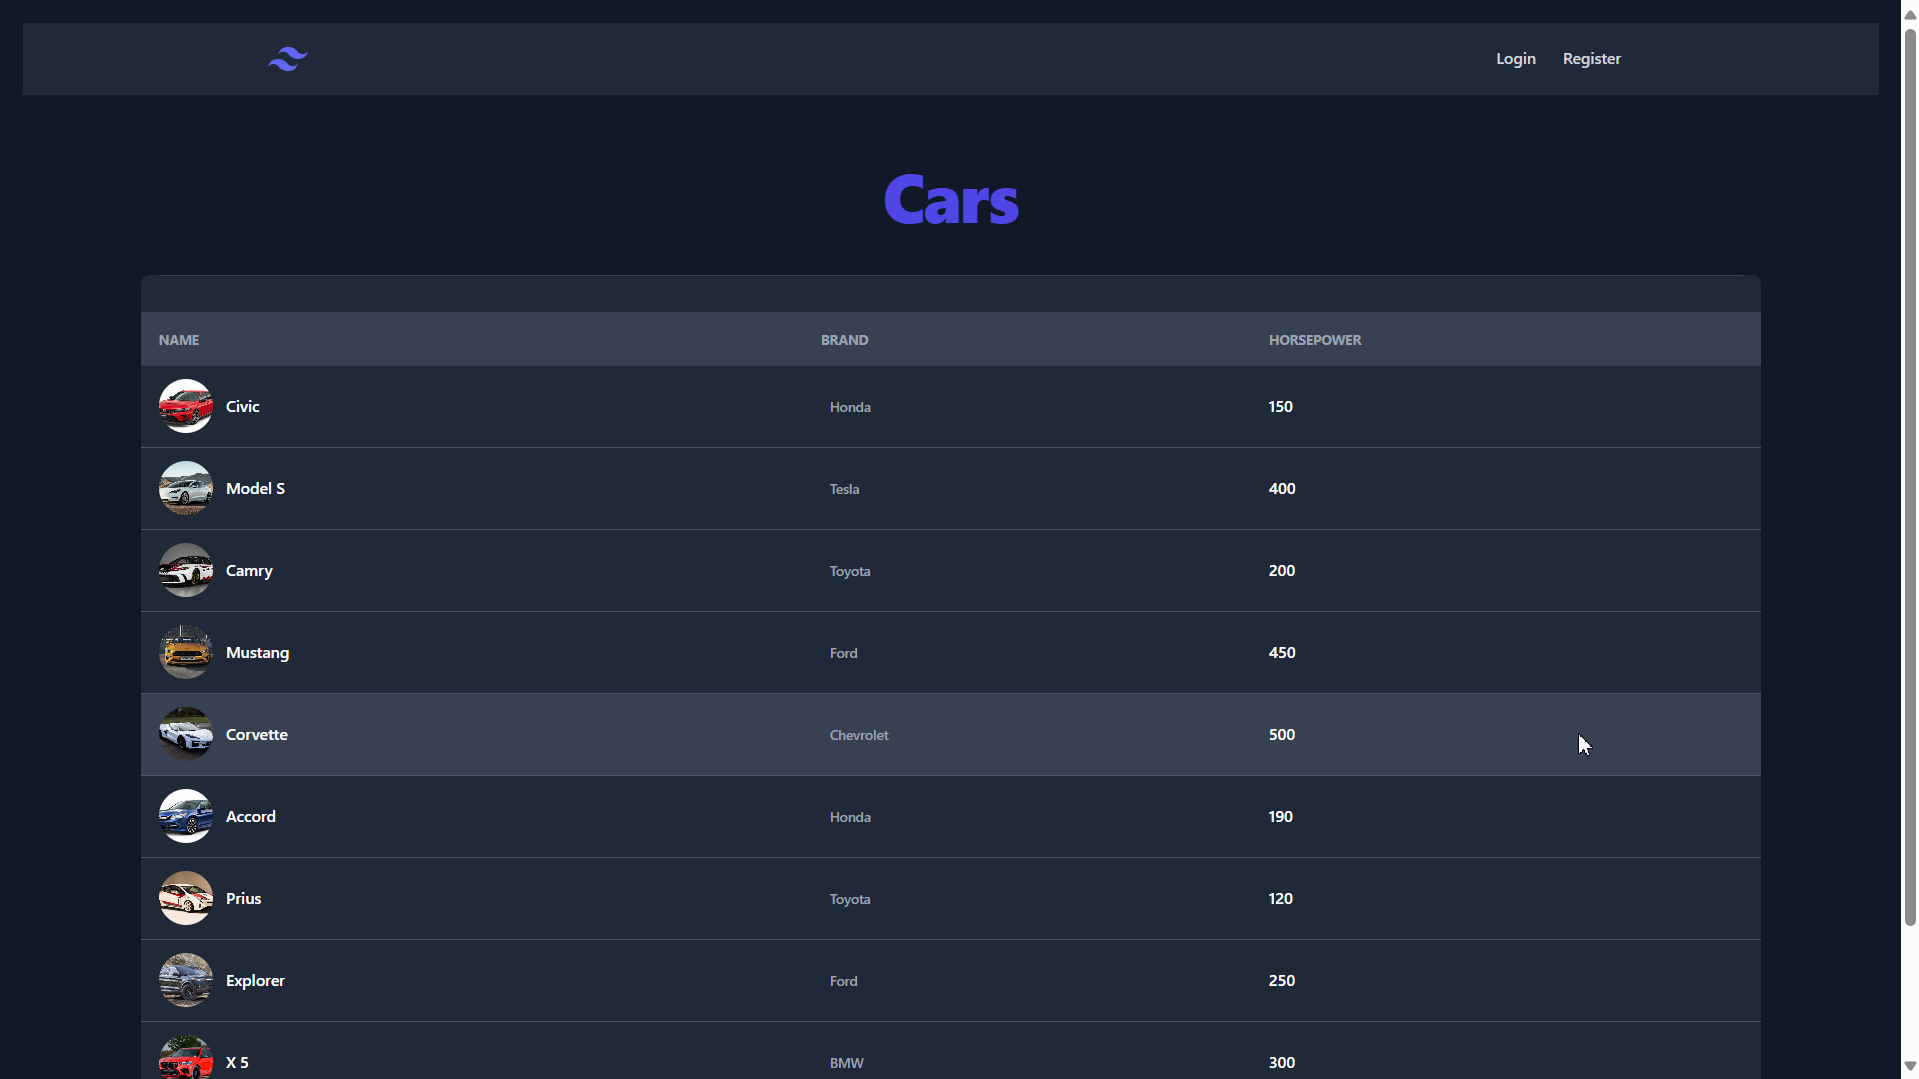 Login Register
Cars
NAME BRAND HORSEPOWER
Civic Honda 150
Model S Tesla 400
Camry Toyota 200
Mustang Ford 450
Corvette Chevrolet 500
Accord Honda 190
Prius Toyota 120
Explorer Ford 250
X 5 BMW 300